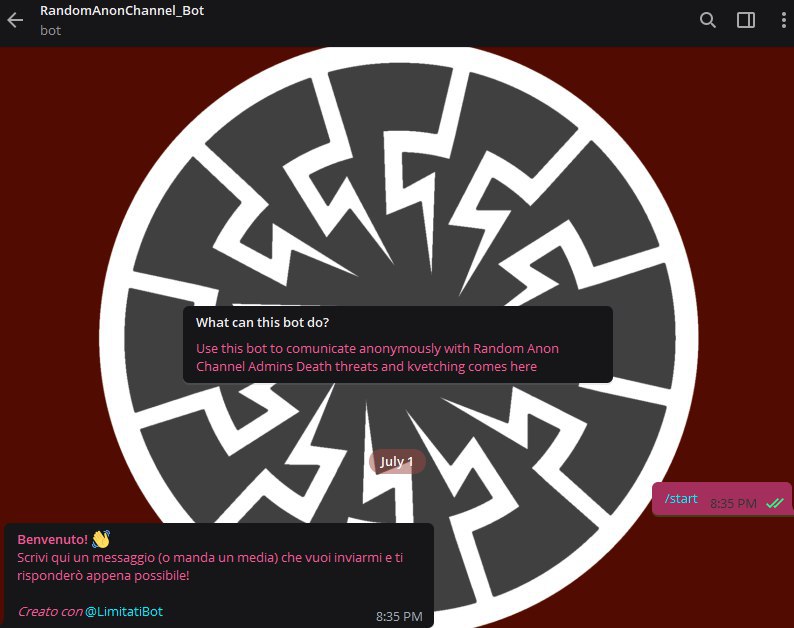 RandomAnonChannel_Bot
bot
What can this bot do?
Use this bot to comunicate anonymously with Random Anon
Channel Admins Death threats and kvetching comes here
July 1
/start 8:35 PM
Benvenuto! 👋
Scrivi qui un messaggio (o manda un media) che vuoi inviarmi e ti
risponderò appena possibile!
Creato con @LimitatiBot
8:35 PM